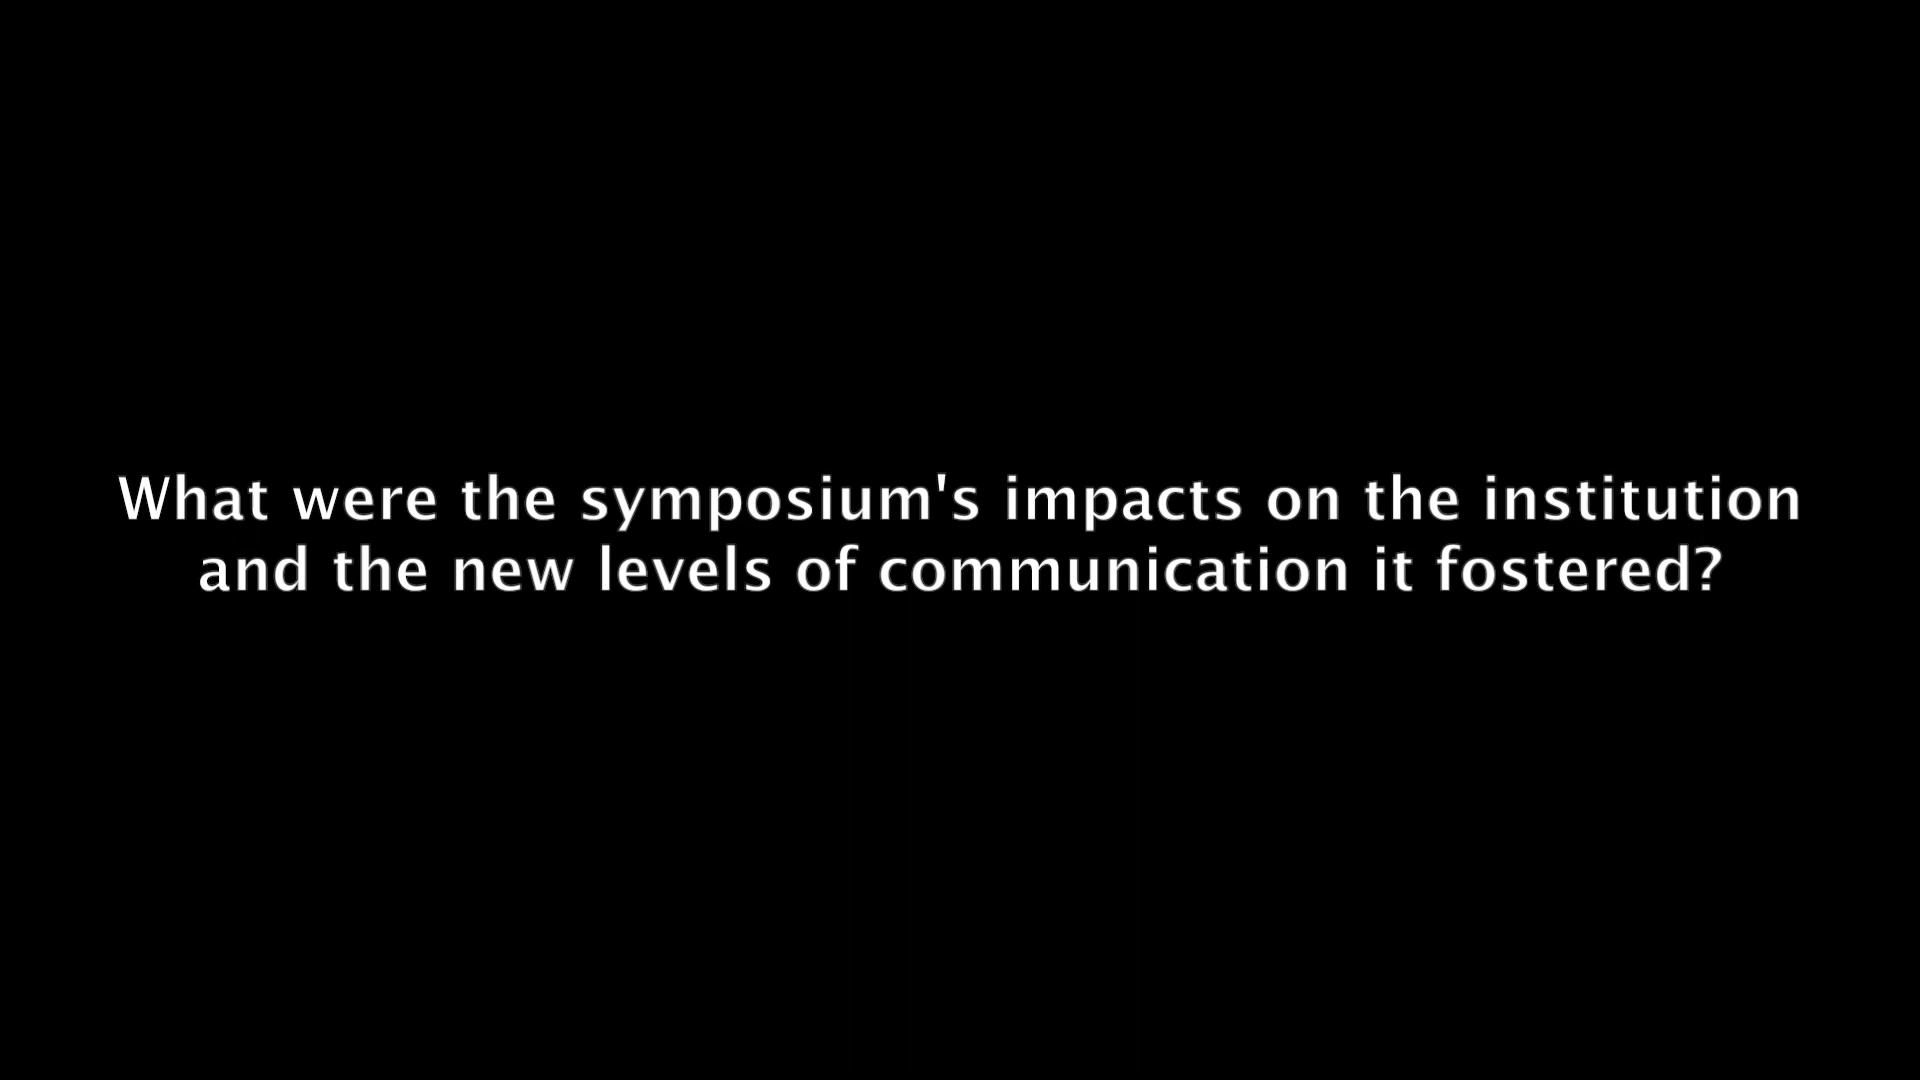 What were the symposium's impacts on the institution
and the new levels of communication it fostered?